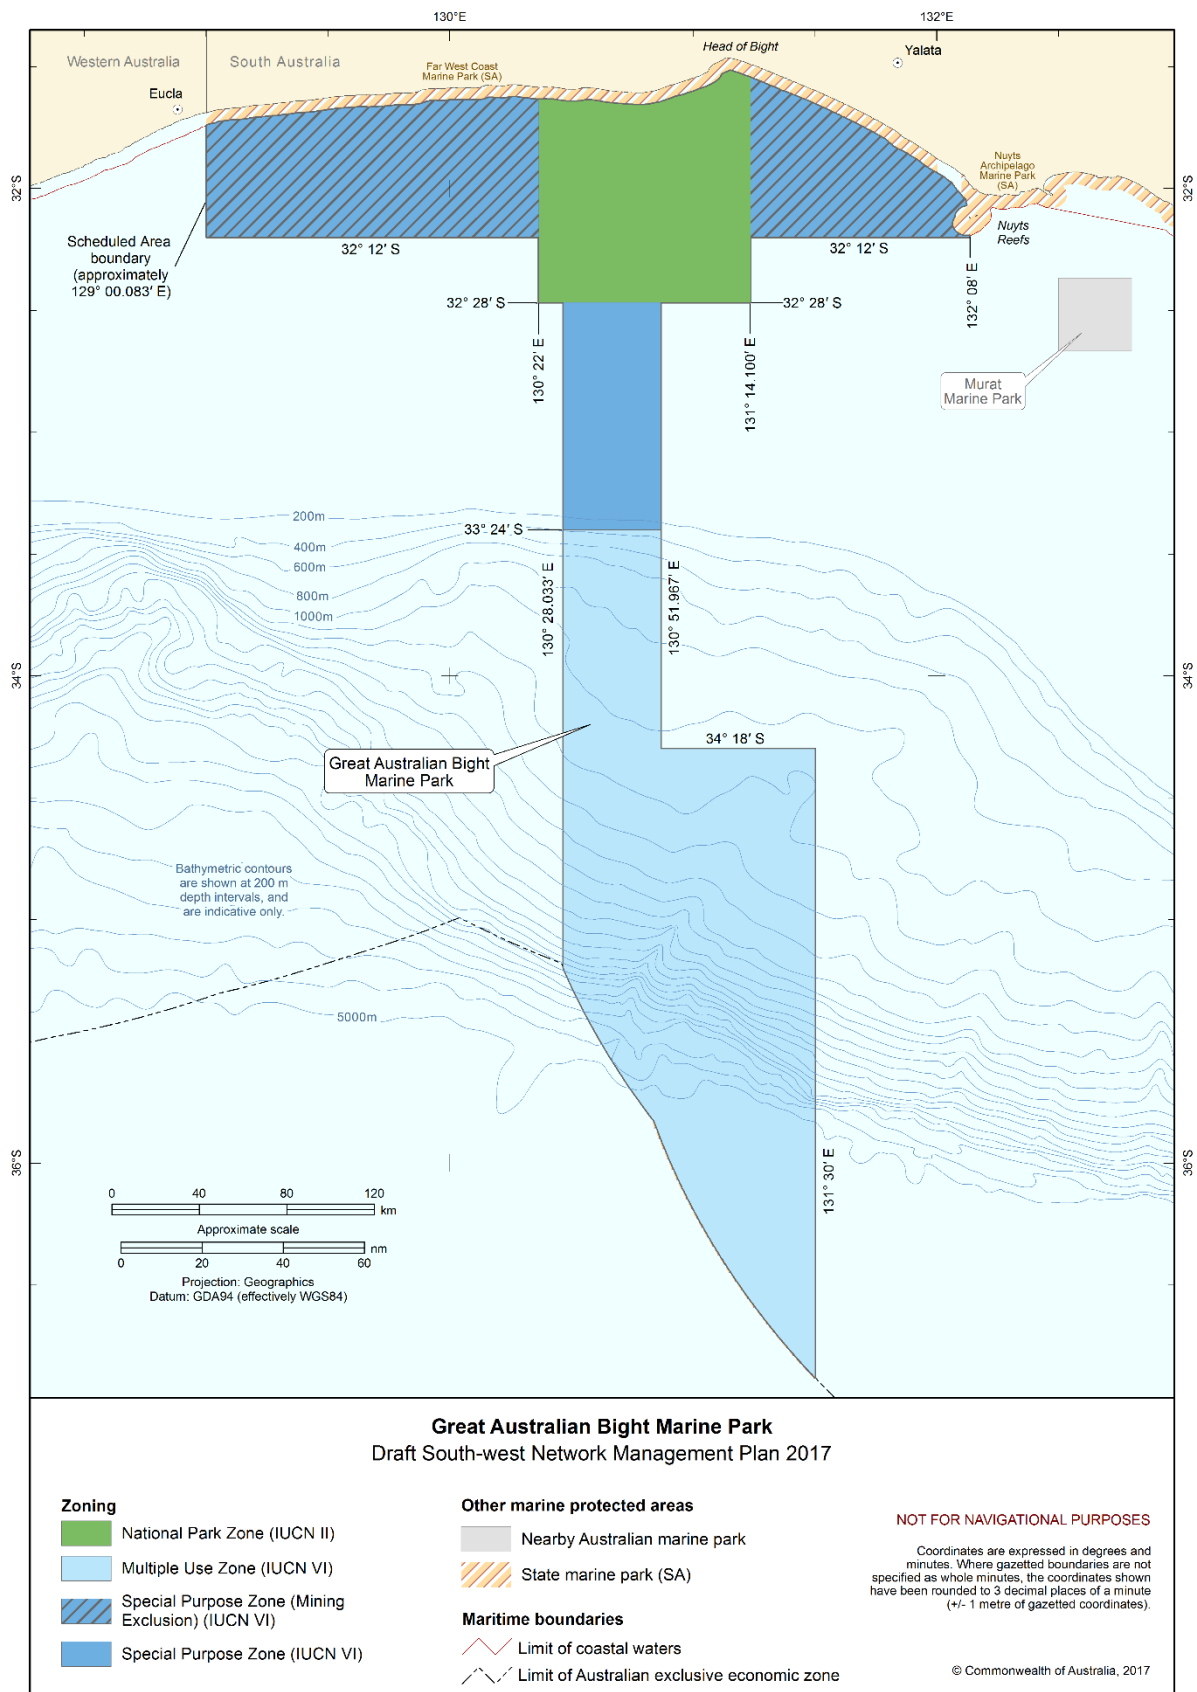 130°E
132°E
Western Australia
South Australia
Eucla
Far West Coast
Marine Park (SA)
Head of Bight
Yalata
Nuyts
Archipelago
Marine Park
(SA)
Nuyts
Reefs
32°S
32°S
Scheduled Area
boundary
(approximately
129° 00.083′ E)
32° 12′ S
32° 12′ S
132° 08′ E
32° 28′ S
32° 28′ S
130° 22′ E
131° 14.100′ E
Murat
Marine Park
200m
400m
600m
800m
1000m
33° 24′ S
130° 28.033′ E
130° 51.967′ E
34°S
34°S
34° 18′ S
Great Australian Bight
Marine Park
Bathymetric contours
are shown at 200 m
depth intervals, and
are indicative only.
5000m
36°S
36°S
131° 30′ E
0 40 80 120
km
Approximate scale
nm
0 20 40 60
Projection: Geographics
Datum: GDA94 (effectively WGS84)
Great Australian Bight Marine Park
Draft South-west Network Management Plan 2017
Zoning
National Park Zone (IUCN II)
Multiple Use Zone (IUCN VI)
Special Purpose Zone (Mining
Exclusion) (IUCN VI)
Special Purpose Zone (IUCN VI)
Other marine protected areas
Nearby Australian marine park
State marine park (SA)
Maritime boundaries
Limit of coastal waters
Limit of Australian exclusive economic zone
NOT FOR NAVIGATIONAL PURPOSES
Coordinates are expressed in degrees and
minutes. Where gazetted boundaries are not
specified as whole minutes, the coordinates shown
have been rounded to 3 decimal places of a minute
(+/- 1 metre of gazetted coordinates).
© Commonwealth of Australia, 2017